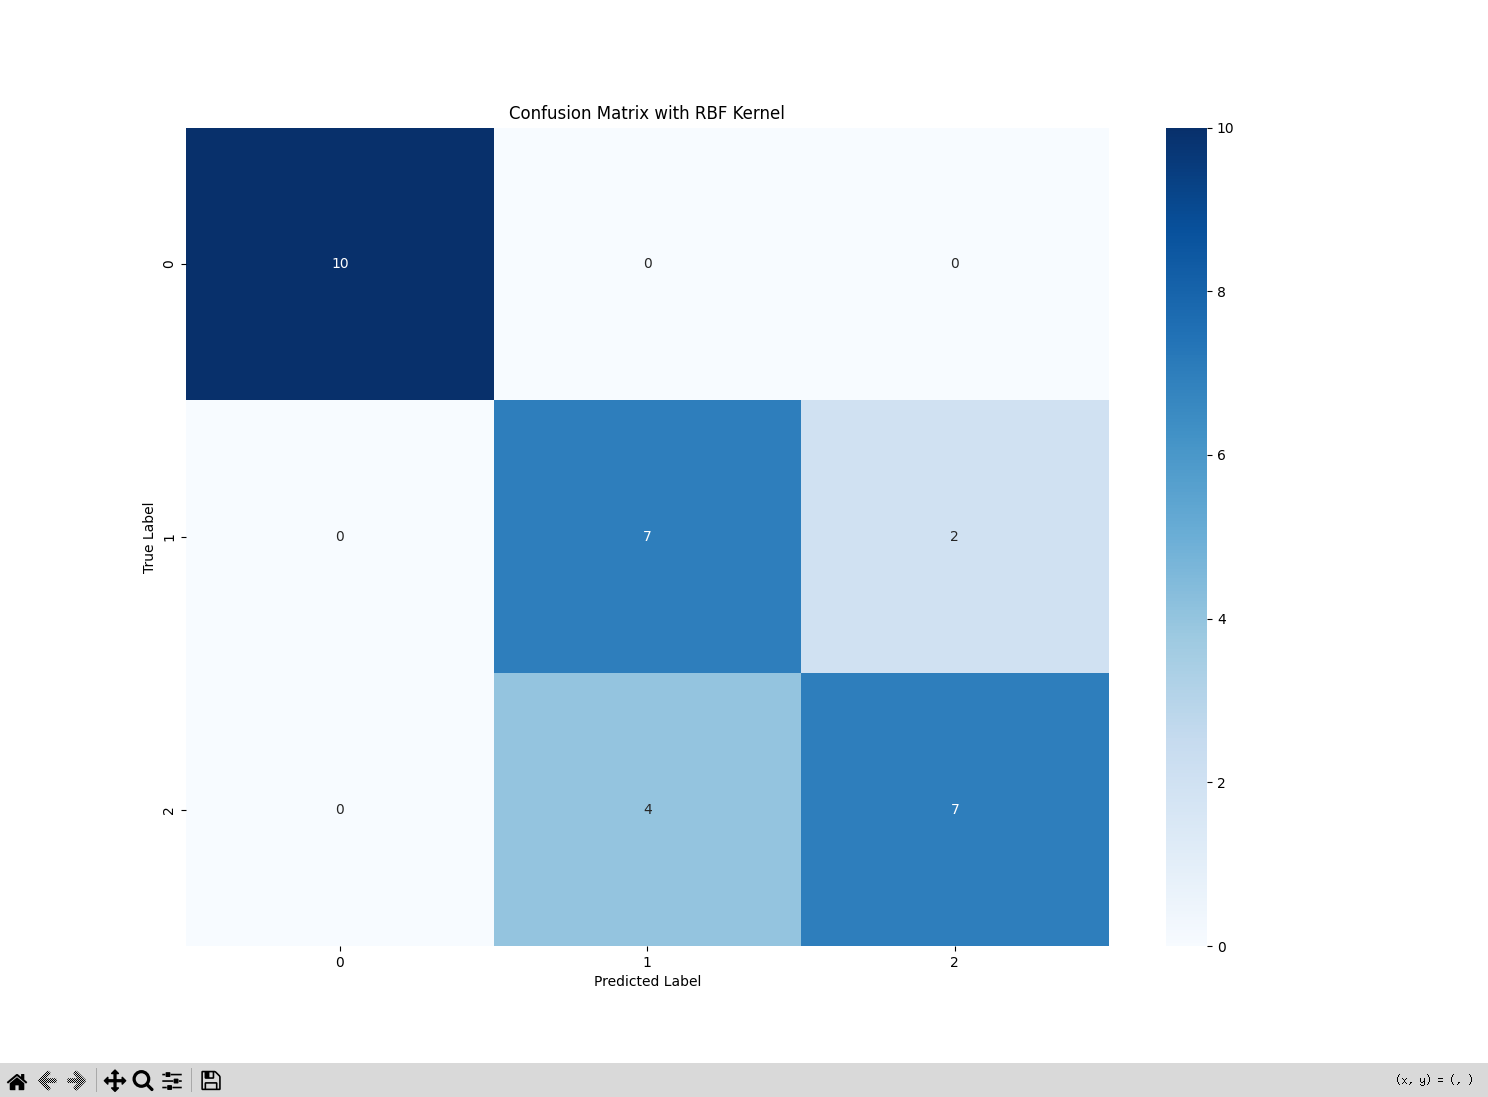 Confusion Matrix with RBF Kernel
10
0 10 0 0
8
6
True Label 1 0 7 2
4
2 0 4 7
2
0
0 1 2
Predicted Label
(x, y) = (, )